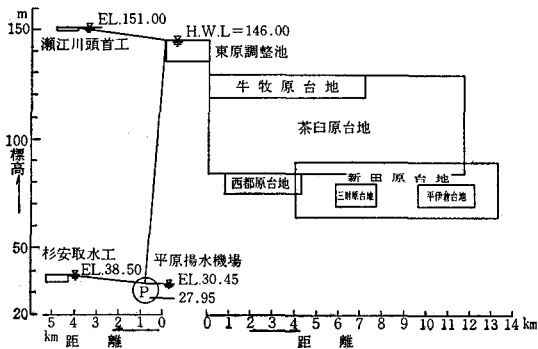 m
150
EL.151.00
H.W.L=146.00
瀬江川頭首工
東原調整池
牛牧原台地
100
茶臼原台地
標高
西都原台地
新田原台地
三財原台地
平伊倉台地
50
杉安取水工
平原揚水機場
EL.38.50
EL.30.45
P
27.95
20
5 4 3 2 1 0
0 1 2 3 4 5 6 7 8 9 10 11 12 13 14
km 距離
距離 km